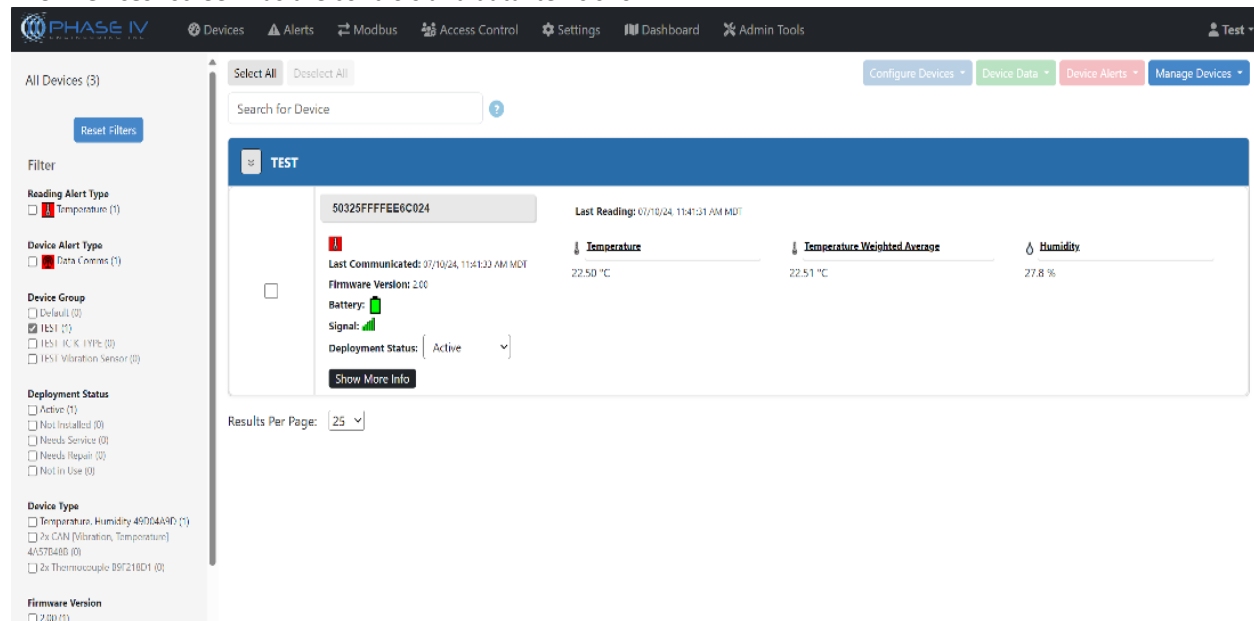 PHASE IV
ENGINEERING INC.
Devices
Alerts
Modbus
Access Control
Settings
Dashboard
Admin Tools
Test
All Devices (3)
Reset Filters
Filter
Reading Alert Type
Temperature (1)
Device Alert Type
Data Comms (1)
Device Group
Default (0)
TEST (1)
TEST TC K TYPE (0)
TEST Vibration Sensor (0)
Deployment Status
Active (1)
Not Installed (0)
Needs Service (0)
Needs Repair (0)
Not in Use (0)
Device Type
Temperature, Humidity 49D04A9D (1)
2x CAN [Vibration, Temperature]
4A57B48B (0)
2x Thermocouple B9F218D1 (0)
Firmware Version
2.00 (1)
Select All
Deselect All
Configure Devices
Device Data
Device Alerts
Manage Devices
Search for Device
?
TEST
50325FFFFEE6C024
Last Communicated: 07/10/24, 11:41:33 AM MDT
Firmware Version: 2.00
Battery:
Signal:
Deployment Status: Active
Show More Info
Last Reading: 07/10/24, 11:41:31 AM MDT
Temperature
22.50 °C
Temperature Weighted Average
22.51 °C
Humidity
27.8 %
Results Per Page: 25